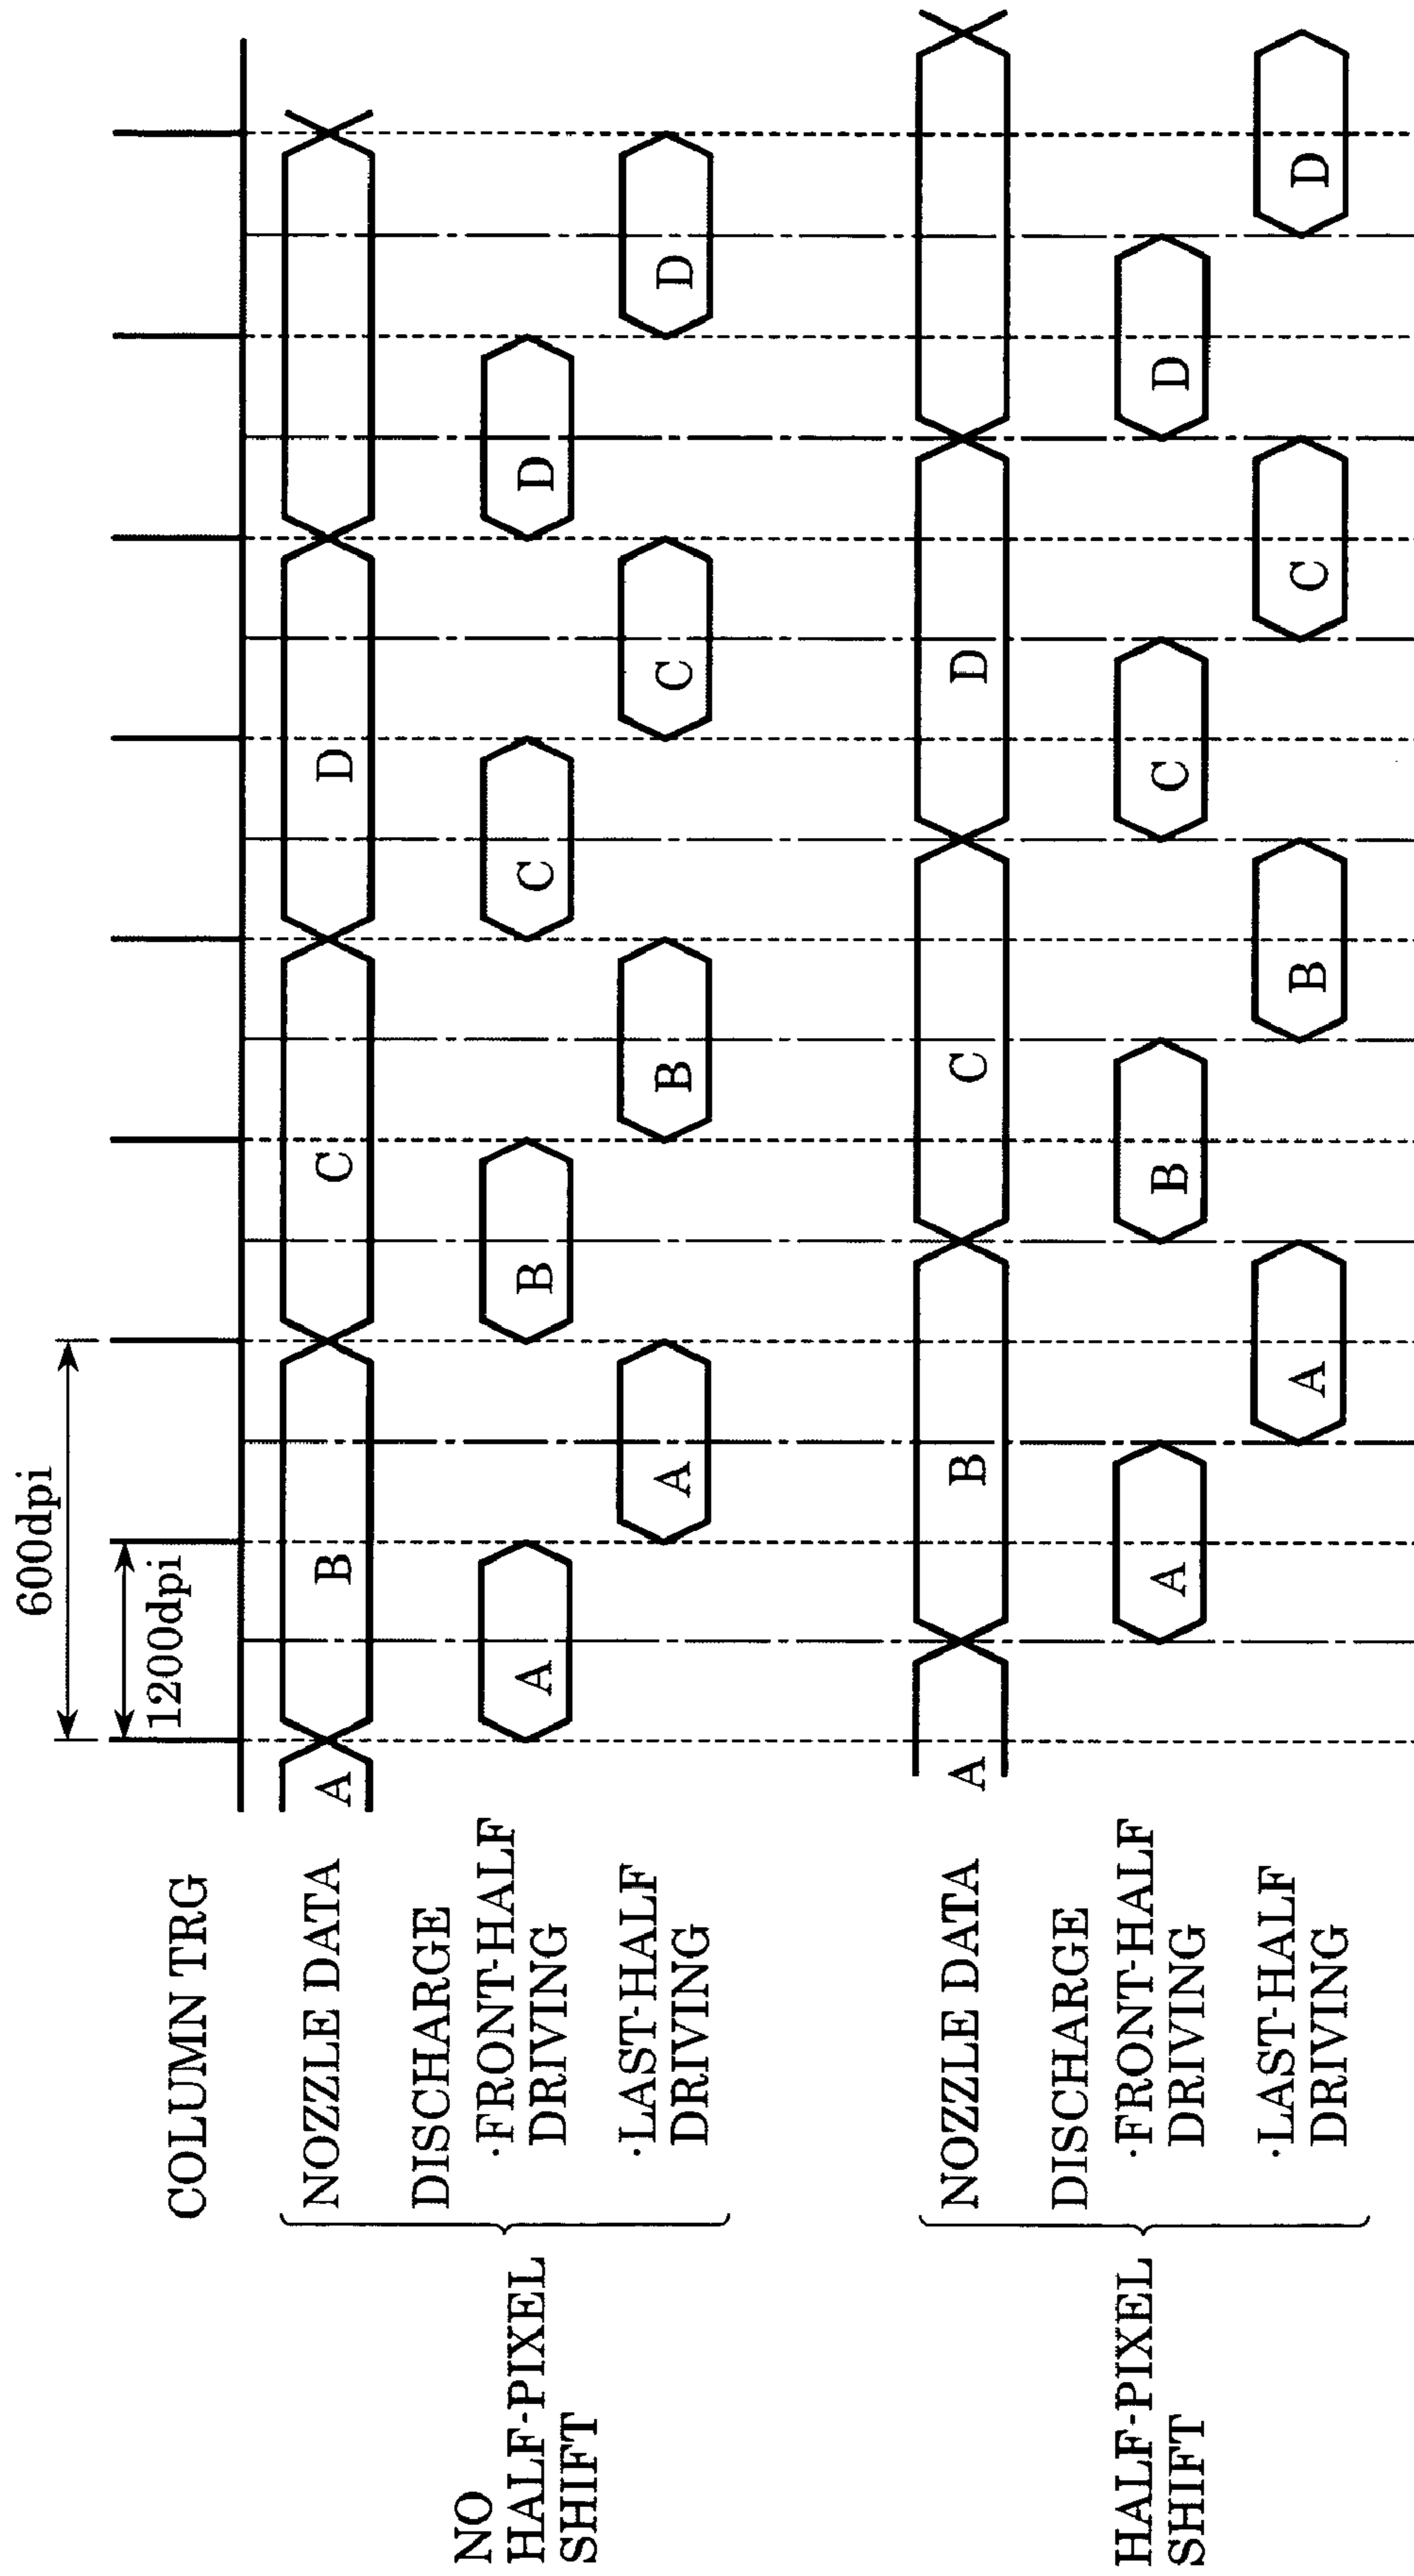 600dpi
1200dpi
COLUMN TRG
NO
HALF-PIXEL
SHIFT
NOZZLE DATA
A B C D
DISCHARGE
·FRONT-HALF
DRIVING
A B C D
·LAST-HALF
DRIVING
A B C D
HALF-PIXEL
SHIFT
NOZZLE DATA
A B C D
DISCHARGE
·FRONT-HALF
DRIVING
A B C D
·LAST-HALF
DRIVING
A B C D